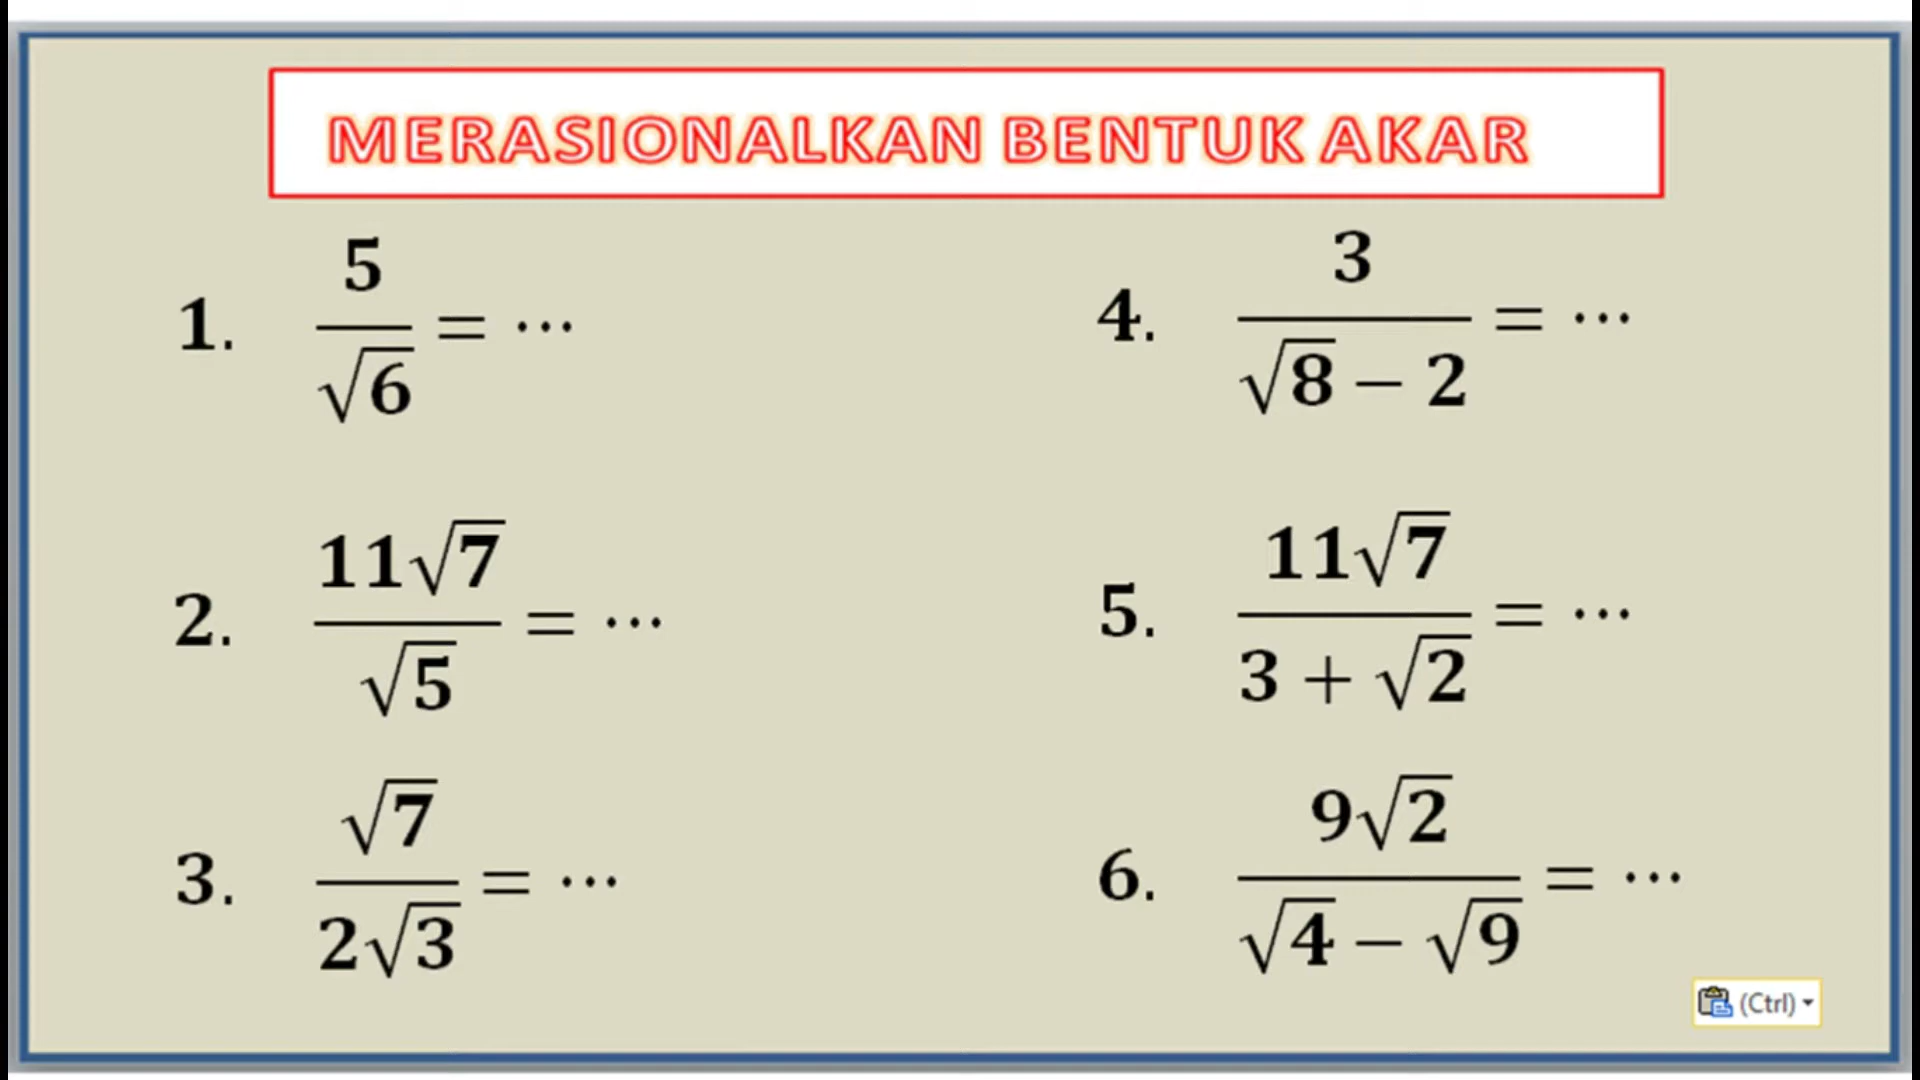 MERASIONALKAN BENTUK AKAR
1. 5/√6 = ⋯
2. 11√7/√5 = ⋯
3. √7/2√3 = ⋯
4. 3/(√8 − 2) = ⋯
5. 11√7/(3 + √2) = ⋯
6. 9√2/(√4 − √9) = ⋯
(Ctrl)